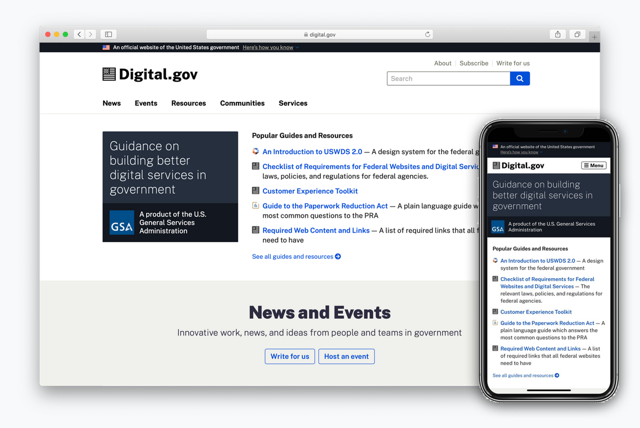 digital.gov
An official website of the United States government Here's how you know
About Subscribe Write for us
Digital.gov
Search
News Events Resources Communities Services
Guidance on
building better
digital services in
government
GSA
A product of the U.S.
General Services
Administration
Popular Guides and Resources
An Introduction to USWDS 2.0 — A design system for the federal g
Checklist of Requirements for Federal Websites and Digital Servic
laws, policies, and regulations for federal agencies.
Customer Experience Toolkit
Guide to the Paperwork Reduction Act — A plain language guide w
most common questions to the PRA
Required Web Content and Links — A list of required links that all f
need to have
See all guides and resources
News and Events
Innovative work, news, and ideas from people and teams in government
Write for us Host an event
An official website of the United States government
Here's how you know
Digital.gov Menu
Guidance on building
better digital services in
government
GSA
A product of the U.S. General
Services Administration
Popular Guides and Resources
An Introduction to USWDS 2.0 — A design
system for the federal government
Checklist of Requirements for Federal
Websites and Digital Services — The
relevant laws, policies, and regulations for
federal agencies.
Customer Experience Toolkit
Guide to the Paperwork Reduction Act — A
plain language guide which answers the
most common questions to the PRA
Required Web Content and Links — A list
of required links that all federal websites
need to have
See all guides and resources